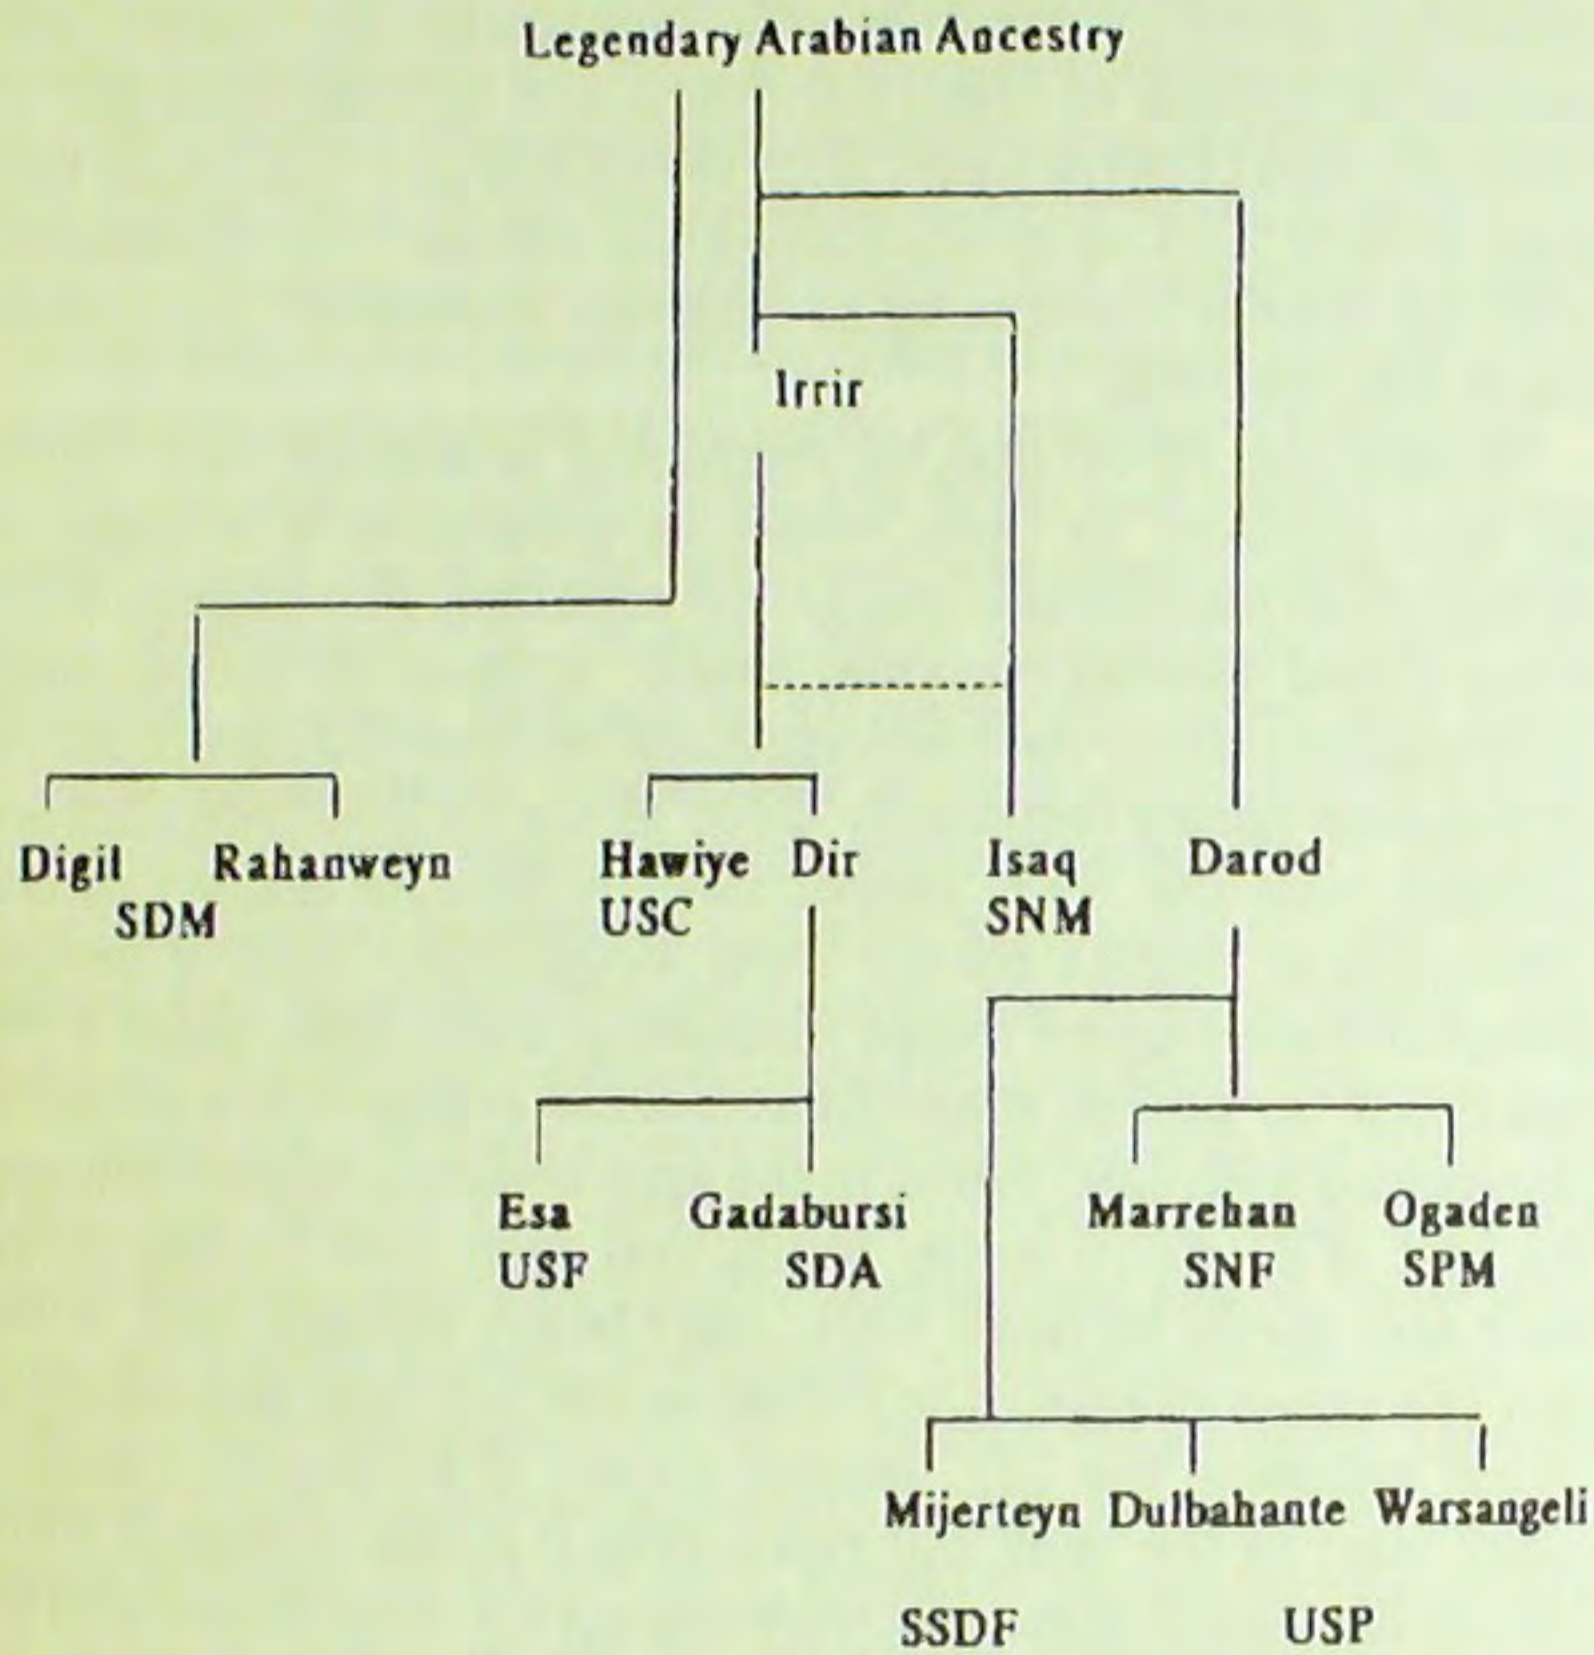 Legendary Arabian Ancestry
Irrir
Digil Rahanweyn Hawiye Dir Isaq Darod
SDM USC SNM
Esa Gadabursi Marrehan Ogaden
USF SDA SNF SPM
Mijerteyn Dulbahante Warsangeli
SSDF USP